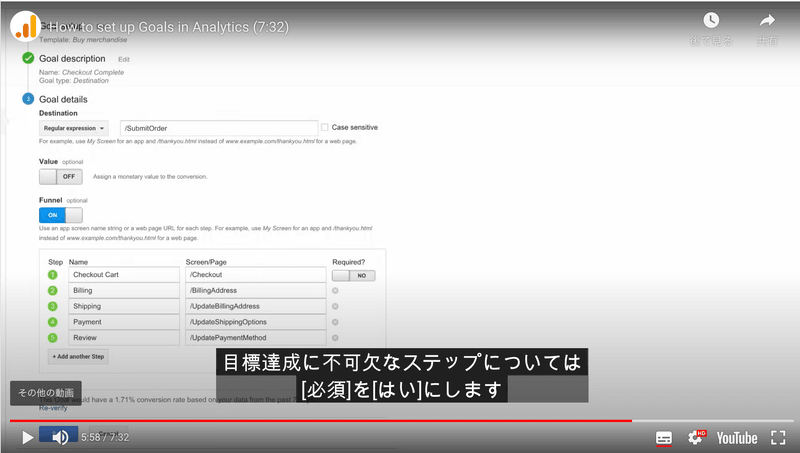 How to set up Goals in Analytics (7:32)
後で見る
共有
Template: Buy merchandise
Goal description Edit
Name: Checkout Complete
Goal type: Destination
3 Goal details
Destination
Regular expression /SubmitOrder Case sensitive
For example, use My Screen for an app and /thankyou.html instead of www.example.com/thankyou.html for a web page.
Value optional
OFF Assign a monetary value to the conversion.
Funnel optional
ON
Use an app screen name string or a web page URL for each step. For example, use My Screen for an app and /thankyou.html
instead of www.example.com/thankyou.html for a web page.
Step Name Screen/Page Required?
1 Checkout Cart /Checkout NO
2 Billing /BillingAddress
3 Shipping /UpdateBillingAddress
4 Payment /UpdateShippingOptions
5 Review /UpdatePaymentMethod
+ Add another Step
目標達成に不可欠なステップについては
[必須]を[はい]にします
その他の動画
Goal would have a 1.71% conversion rate based on your data from the past
Re-verify
5:58 / 7:32
HD
YouTube